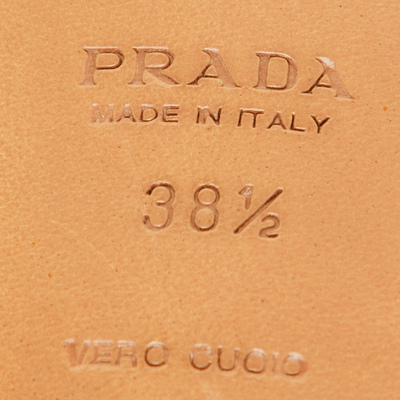 PRADA
MADE IN ITALY
38½
VERO CUOIO